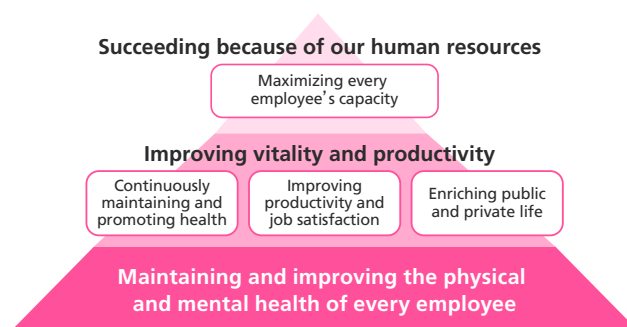 Succeeding because of our human resources
Maximizing every
employee’s capacity
Improving vitality and productivity
Continuously
maintaining and
promoting health
Improving
productivity and
job satisfaction
Enriching public
and private life
Maintaining and improving the physical
and mental health of every employee